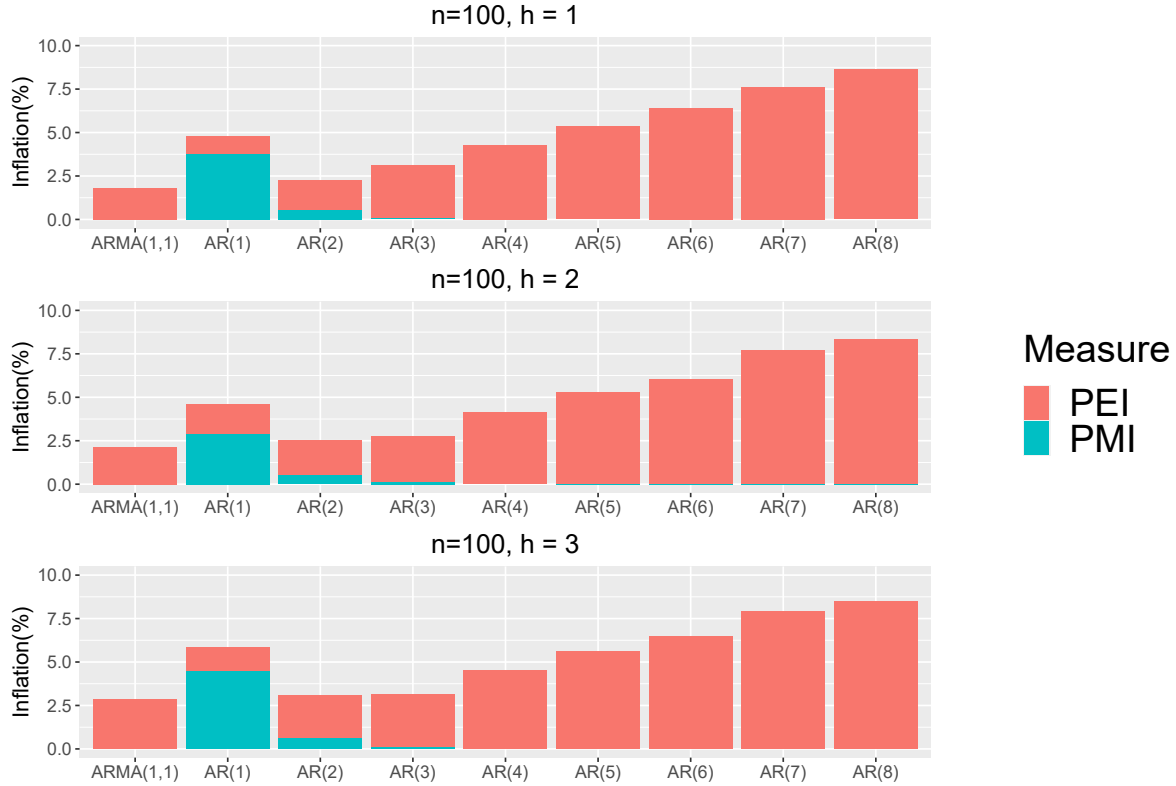 n=100, h = 1
Inflation(%)
10.0
7.5
5.0
2.5
0.0
ARMA(1,1) AR(1) AR(2) AR(3) AR(4) AR(5) AR(6) AR(7) AR(8)
n=100, h = 2
Inflation(%)
10.0
7.5
5.0
2.5
0.0
ARMA(1,1) AR(1) AR(2) AR(3) AR(4) AR(5) AR(6) AR(7) AR(8)
n=100, h = 3
Inflation(%)
10.0
7.5
5.0
2.5
0.0
ARMA(1,1) AR(1) AR(2) AR(3) AR(4) AR(5) AR(6) AR(7) AR(8)
Measure
PEI
PMI